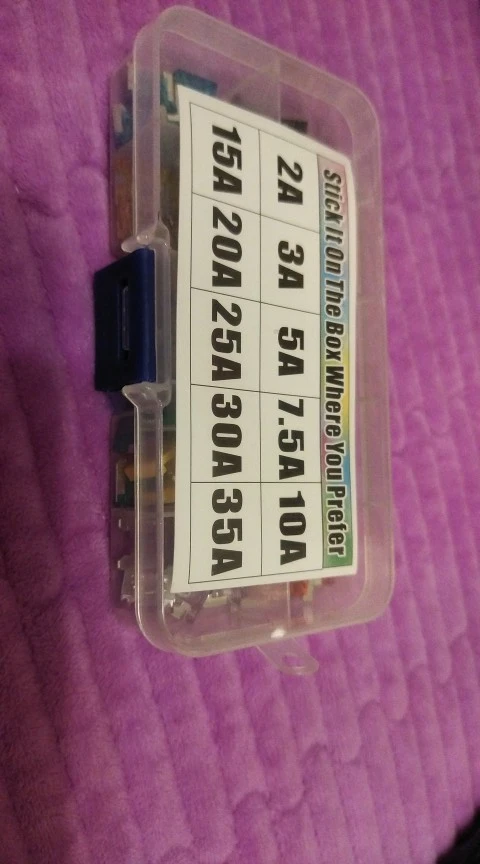 Stick It On The Box Where You Prefer
2A 3A 5A 7.5A 10A
15A 20A 25A 30A 35A